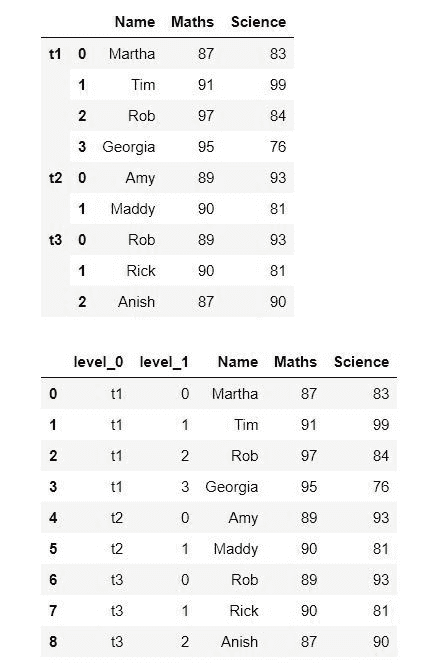 Name Maths Science
t1 0 Martha 87 83
1 Tim 91 99
2 Rob 97 84
3 Georgia 95 76
t2 0 Amy 89 93
1 Maddy 90 81
t3 0 Rob 89 93
1 Rick 90 81
2 Anish 87 90
level_0 level_1 Name Maths Science
0 t1 0 Martha 87 83
1 t1 1 Tim 91 99
2 t1 2 Rob 97 84
3 t1 3 Georgia 95 76
4 t2 0 Amy 89 93
5 t2 1 Maddy 90 81
6 t3 0 Rob 89 93
7 t3 1 Rick 90 81
8 t3 2 Anish 87 90